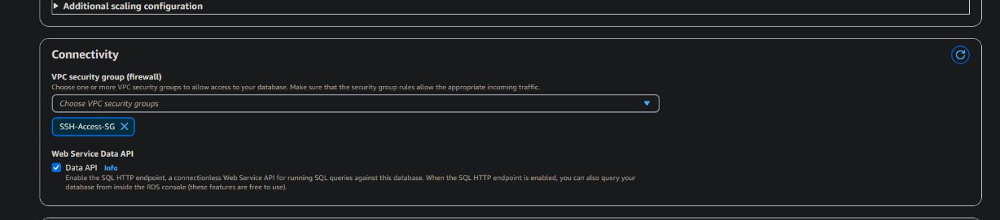 Additional scaling configuration
Connectivity
VPC security group (firewall)
Choose one or more VPC security groups to allow access to your database. Make sure that the security group rules allow the appropriate incoming traffic.
Choose VPC security groups
SSH-Access-SG
Web Service Data API
Data API Info
Enable the SQL HTTP endpoint, a connectionless Web Service API for running SQL queries against this database. When the SQL HTTP endpoint is enabled, you can also query your
database from inside the RDS console (these features are free to use).